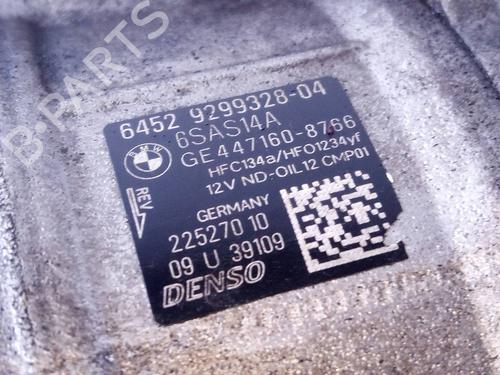 B-PARTS
6452 9299328-04
6SAS14A
BMW
GE447160-8766
HFC134a/HFO1234yf
12V ND-OIL12 CMP01
REV
GERMANY
22527010
09 U 39109
DENSO